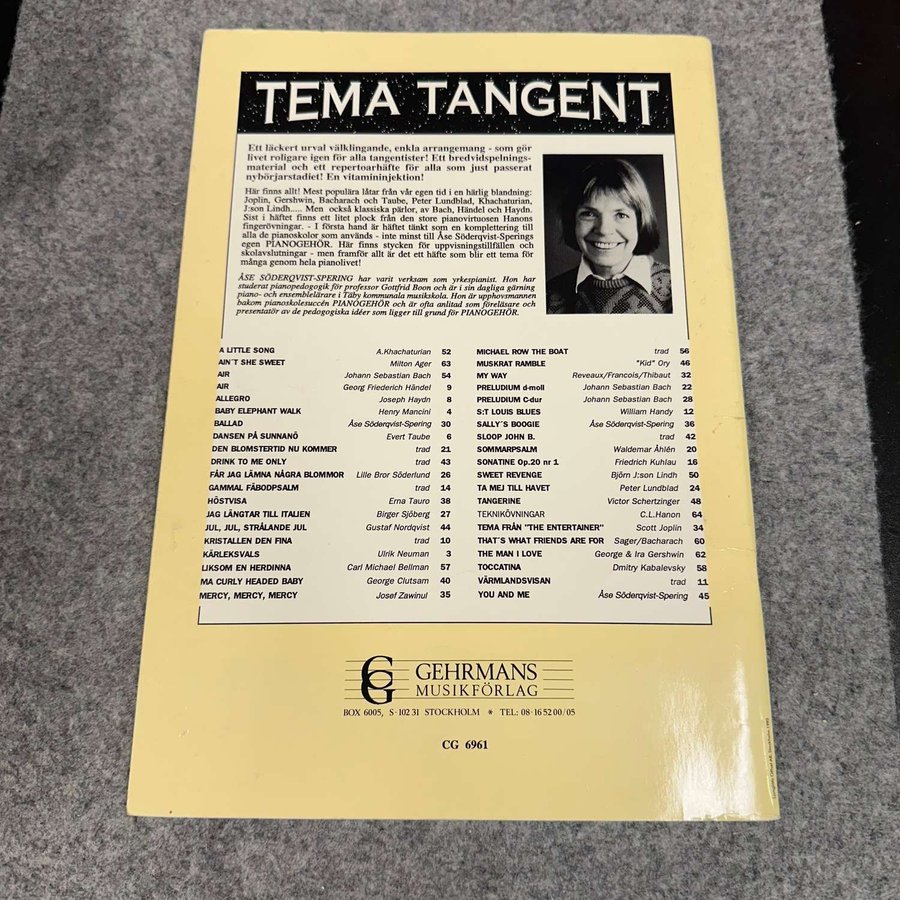 TEMA TANGENT
Ett läckert urval välklingande, enkla arrangemang - som gör
livet roligare igen för alla tangentister! Ett bredvidspelnings-
material och ett repertoarhäfte för alla som just passerat
nybörjarstadiet! En vitamininjektion!
Här finns allt! Mest populära låtar från vår egen tid i en härlig blandning:
Joplin, Gershwin, Bacharach och Taube, Peter Lundblad, Khachaturian,
J:son Lindh..... Men också klassiska pärlor, av Bach, Händel och Haydn.
Sist i häftet finns ett litet plock från den store pianovirtuosen Hanons
fingerövningar. - I första hand är häftet tänkt som en komplettering till
alla de pianoskolor som används - inte minst till Åse Söderqvist-Sperings
egen PIANOGEHÖR. Här finns stycken för uppvisningstillfällen och
skolavslutningar - men framför allt är det ett häfte som blir ett tema för
många genom hela pianolivet!
ÅSE SÖDERQVIST-SPERING har varit verksam som yrkespianist. Hon har
studerat pianopedagogik för professor Gottfrid Boon och är i sin dagliga gärning
piano- och ensemblelärare i Täby kommunala musikskola. Hon är upphovsmannen
bakom pianoskolesuccén PIANOGEHÖR och är ofta anlitad som föreläsare och
presentatör av de pedagogiska idéer som ligger till grund för PIANOGEHÖR.
A LITTLE SONG A.Khachaturian 52
AIN´T SHE SWEET Milton Ager 63
AIR Johann Sebastian Bach 54
AIR Georg Friederich Händel 9
ALLEGRO Joseph Haydn 8
BABY ELEPHANT WALK Henry Mancini 4
BALLAD Åse Söderqvist-Spering 30
DANSEN PÅ SUNNANÖ Evert Taube 6
DEN BLOMSTERTID NU KOMMER trad 21
DRINK TO ME ONLY trad 43
FÅR JAG LÄMNA NÅGRA BLOMMOR Lille Bror Söderlund 26
GAMMAL FÄBODPSALM trad 14
HÖSTVISA Erna Tauro 38
JAG LÄNGTAR TILL ITALIEN Birger Sjöberg 27
JUL, JUL, STRÅLANDE JUL Gustaf Nordqvist 44
KRISTALLEN DEN FINA trad 10
KÄRLEKSVALS Ulrik Neuman 3
LIKSOM EN HERDINNA Carl Michael Bellman 57
MA CURLY HEADED BABY George Clutsam 40
MERCY, MERCY, MERCY Josef Zawinul 35
MICHAEL ROW THE BOAT trad 56
MUSKRAT RAMBLE "Kid" Ory 46
MY WAY Reveaux/Francois/Thibaut 32
PRELUDIUM d-moll Johann Sebastian Bach 22
PRELUDIUM C-dur Johann Sebastian Bach 28
S:T LOUIS BLUES William Handy 12
SALLY´S BOOGIE Åse Söderqvist-Spering 36
SLOOP JOHN B. trad 42
SOMMARPSALM Waldemar Åhlén 20
SONATINE Op.20 nr 1 Friedrich Kuhlau 16
SWEET REVENGE Björn J:son Lindh 50
TA MEJ TILL HAVET Peter Lundblad 24
TANGERINE Victor Schertzinger 48
TEKNIKÖVNINGAR C.L.Hanon 64
TEMA FRÅN "THE ENTERTAINER" Scott Joplin 34
THAT´S WHAT FRIENDS ARE FOR Sager/Bacharach 60
THE MAN I LOVE George & Ira Gershwin 62
TOCCATINA Dmitry Kabalevsky 58
VÄRMLANDSVISAN trad 11
YOU AND ME Åse Söderqvist-Spering 45
CG GEHRMANS
MUSIKFÖRLAG
BOX 6005, S-102 31 STOCKHOLM * TEL: 08-16 52 00/05
CG 6961